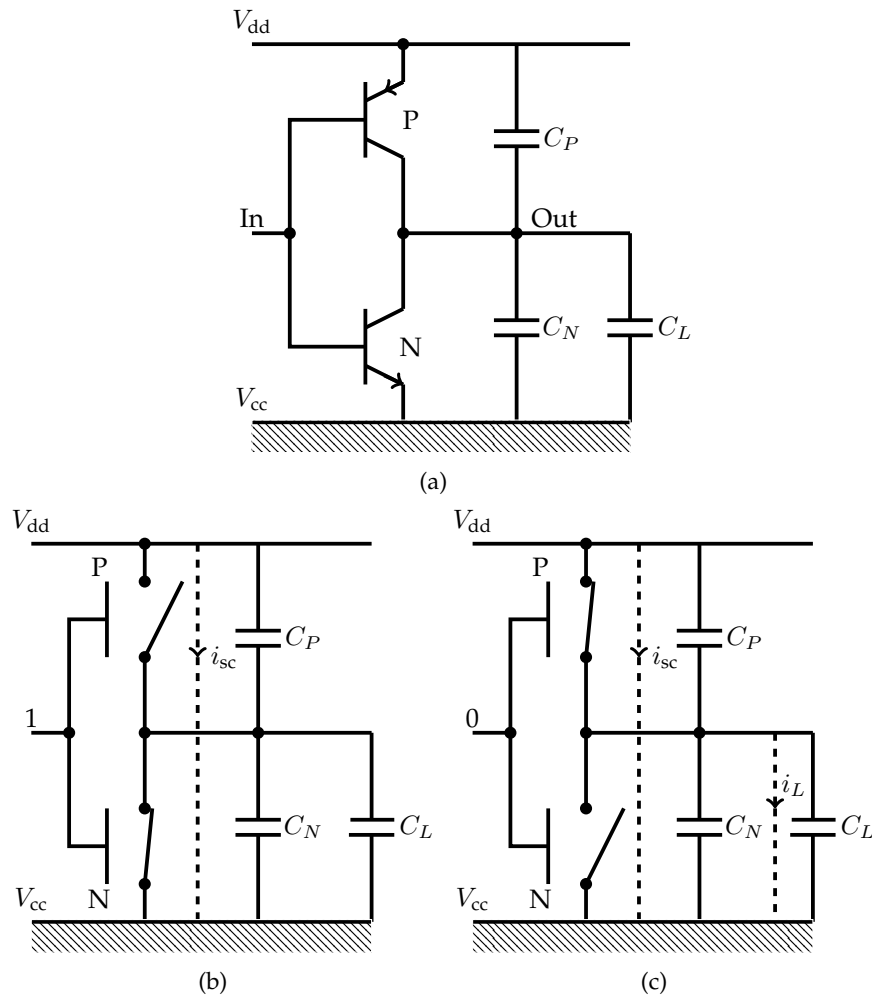 V_dd
P
C_P
In
Out
N
C_N
C_L
V_cc
(a)
V_dd
P
i_sc
C_P
1
C_N
C_L
N
V_cc
(b)
V_dd
P
i_sc
C_P
0
i_L
C_N
C_L
N
V_cc
(c)